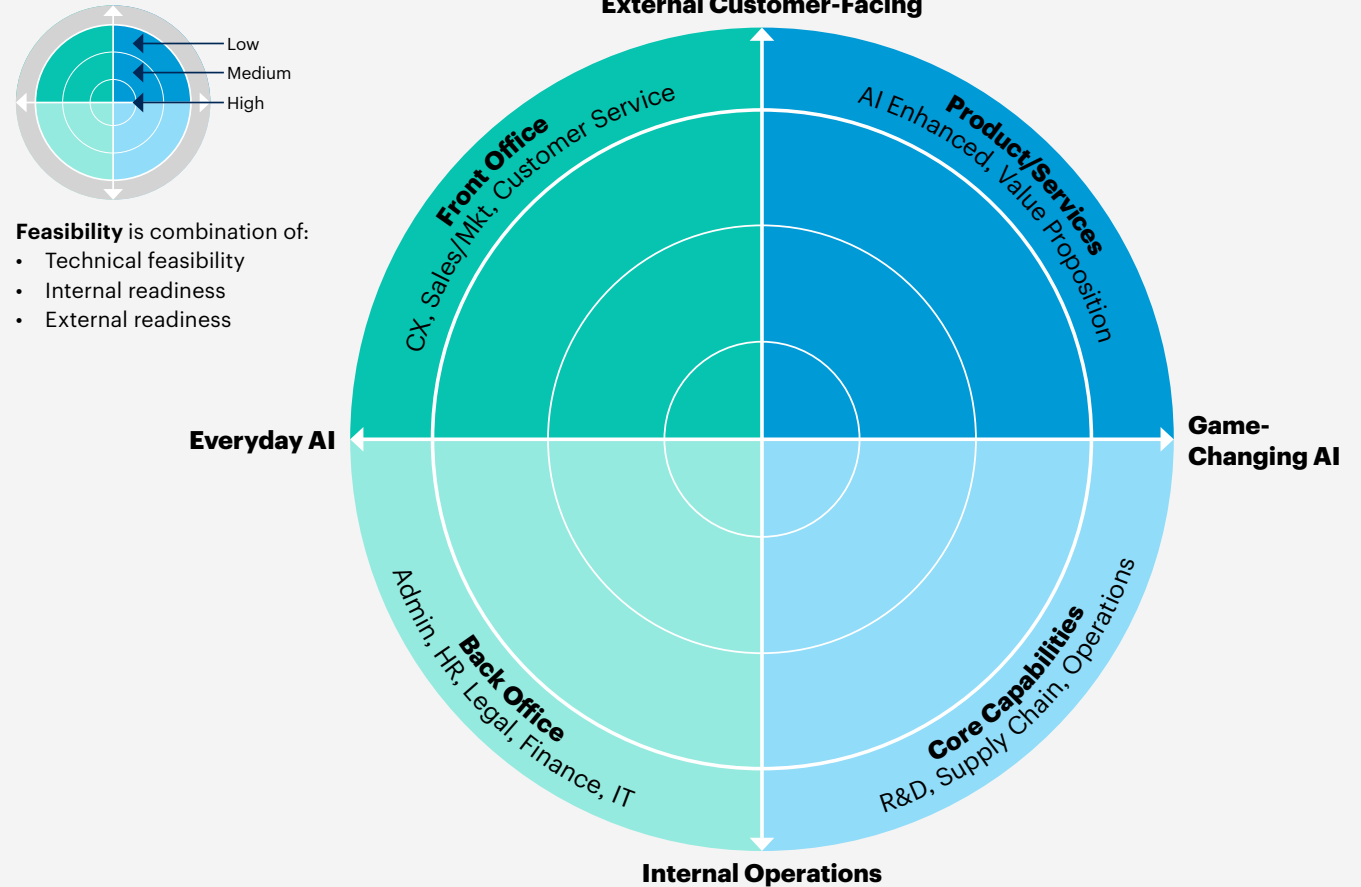 External Customer-Facing
Low
Medium
High
Feasibility is combination of:
• Technical feasibility
• Internal readiness
• External readiness
Front Office
CX, Sales/Mkt, Customer Service
Product/Services
AI Enhanced, Value Proposition
Everyday AI
Game-
Changing AI
Back Office
Admin, HR, Legal, Finance, IT
Core Capabilities
R&D, Supply Chain, Operations
Internal Operations